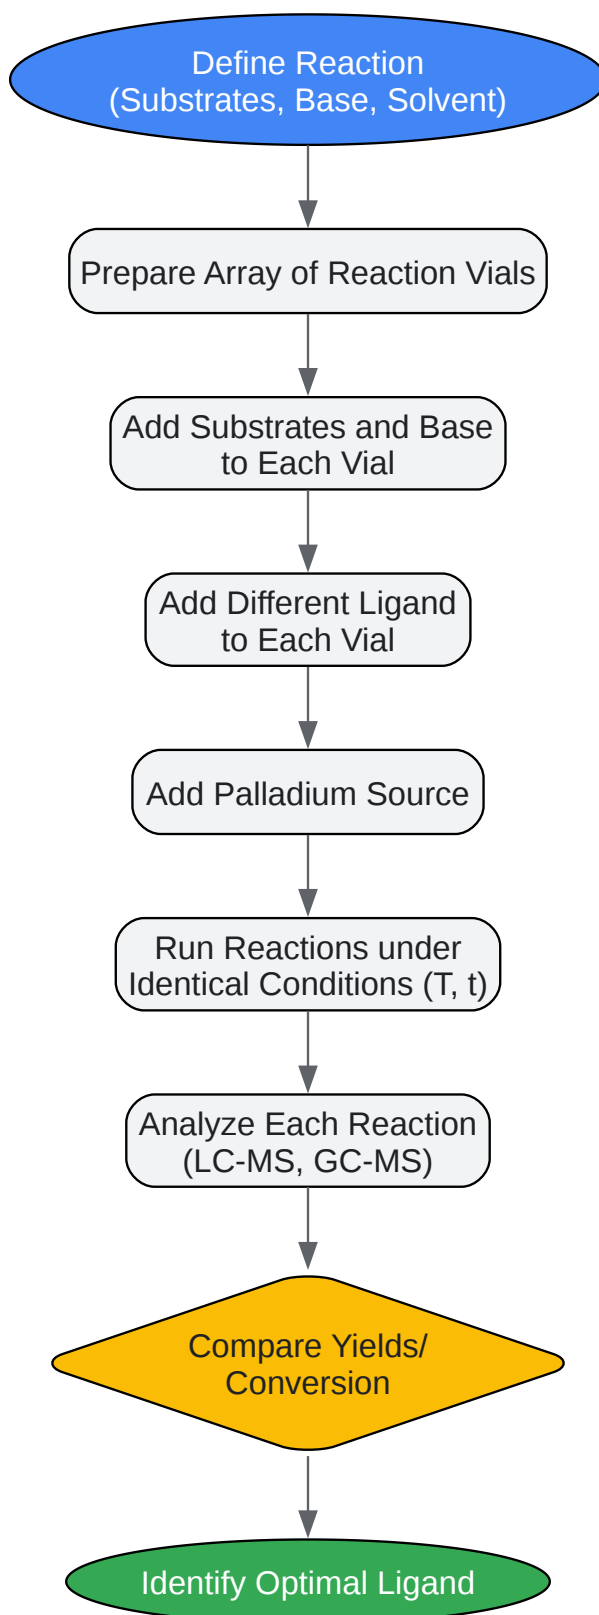 Define Reaction
(Substrates, Base, Solvent)
Prepare Array of Reaction Vials
Add Substrates and Base
to Each Vial
Add Different Ligand
to Each Vial
Add Palladium Source
Run Reactions under
Identical Conditions (T, t)
Analyze Each Reaction
(LC-MS, GC-MS)
Compare Yields/
Conversion
Identify Optimal Ligand